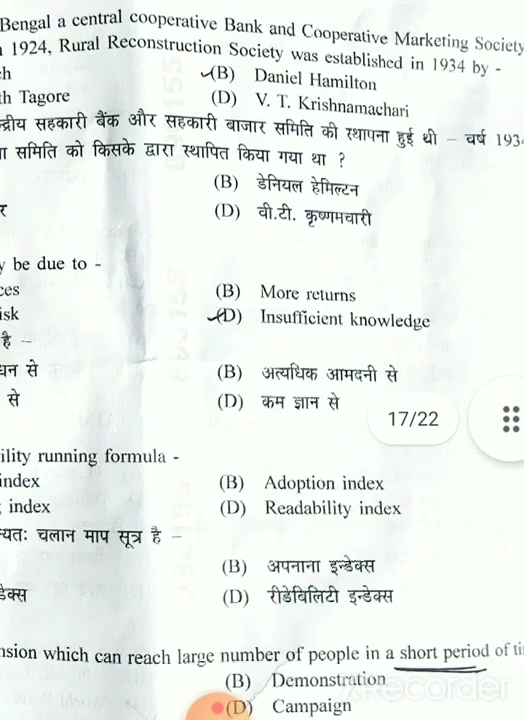 Bengal a central cooperative Bank and Cooperative Marketing Society
1924, Rural Reconstruction Society was established in 1934 by -
(B) Daniel Hamilton
th Tagore (D) V. T. Krishnamachari
न्द्रीय सहकारी बैंक और सहकारी बाजार समिति की स्थापना हुई थी – वर्ष 193
समिति को किसके द्वारा स्थापित किया गया था ?
(B) डेनियल हेमिल्टन
र (D) वी.टी. कृष्णमचारी
be due to -
ces (B) More returns
isk (D) Insufficient knowledge
है –
धन से (B) अत्यधिक आमदनी से
से (D) कम ज्ञान से
17/22
ility running formula -
index (B) Adoption index
index (D) Readability index
न्यतः चलान माप सूत्र है –
(B) अपनाना इन्डेक्स
डेक्स (D) रीडेबिलिटी इन्डेक्स
nsion which can reach large number of people in a short period of ti
(B) Demonstration
(D) Campaign
XRecorder